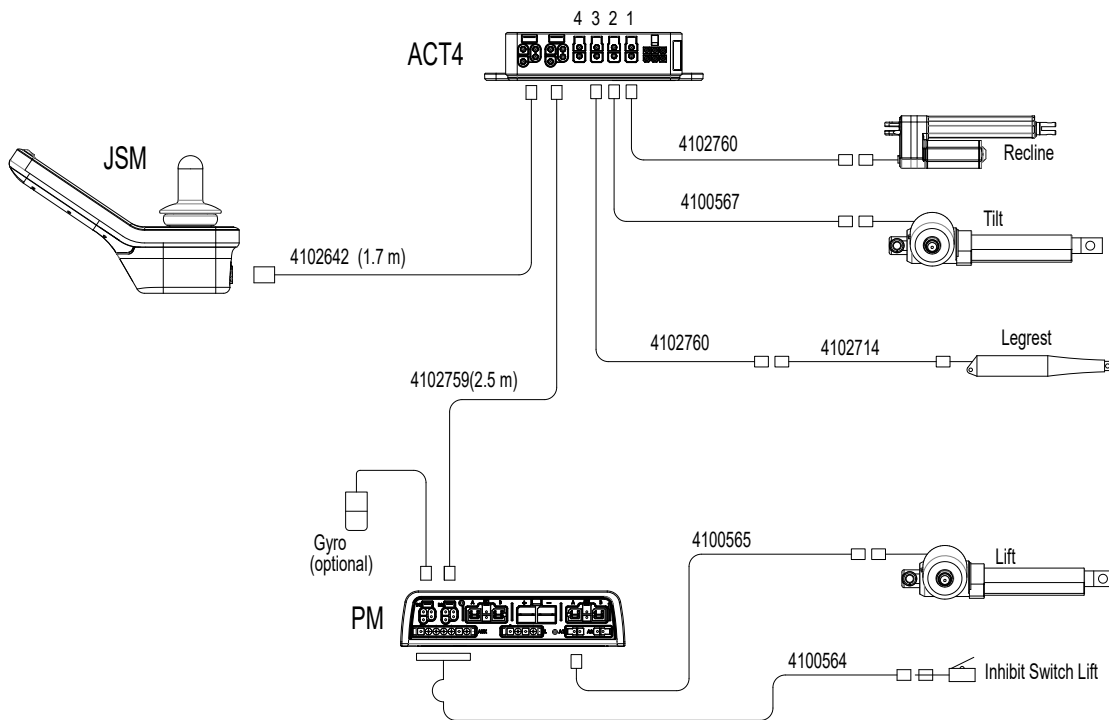 4 3 2 1
ACT4
JSM
4102760
Recline
4100567
Tilt
4102642 (1.7 m)
4102760
4102714
Legrest
4102759(2.5 m)
Gyro
(optional)
4100565
Lift
PM
4100564
Inhibit Switch Lift